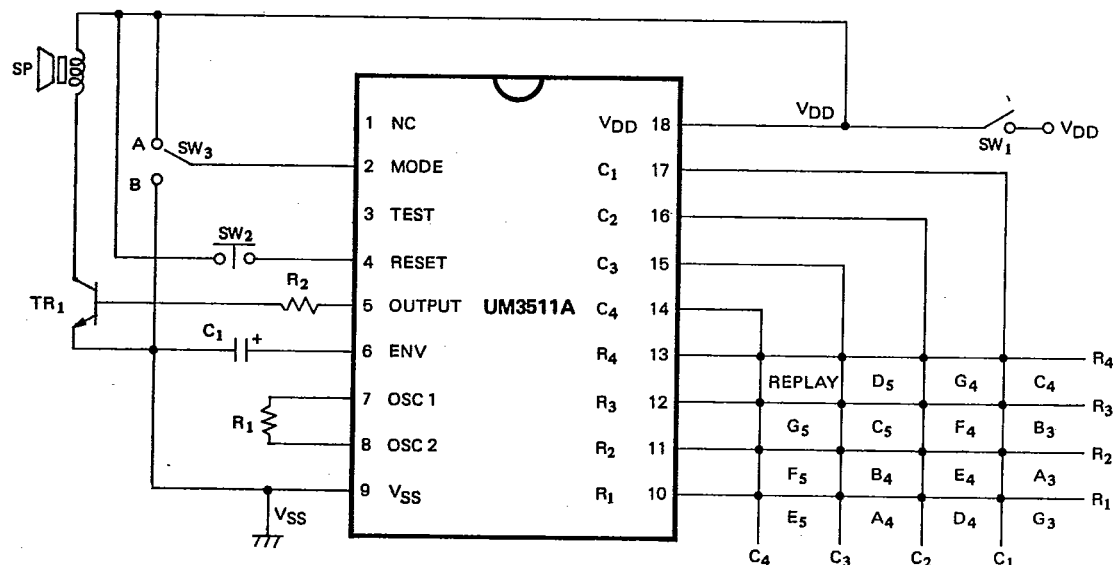 SP
A
SW3
B
SW2
R2
TR1
C1
+
R1
VSS
1 NC
2 MODE
3 TEST
4 RESET
5 OUTPUT
6 ENV
7 OSC 1
8 OSC 2
9 VSS
UM3511A
VDD 18
C1 17
C2 16
C3 15
C4 14
R4 13
R3 12
R2 11
R1 10
VDD
SW1
VDD
R4
REPLAY D5 G4 C4
R3
G5 C5 F4 B3
R2
F5 B4 E4 A3
R1
E5 A4 D4 G3
C4 C3 C2 C1